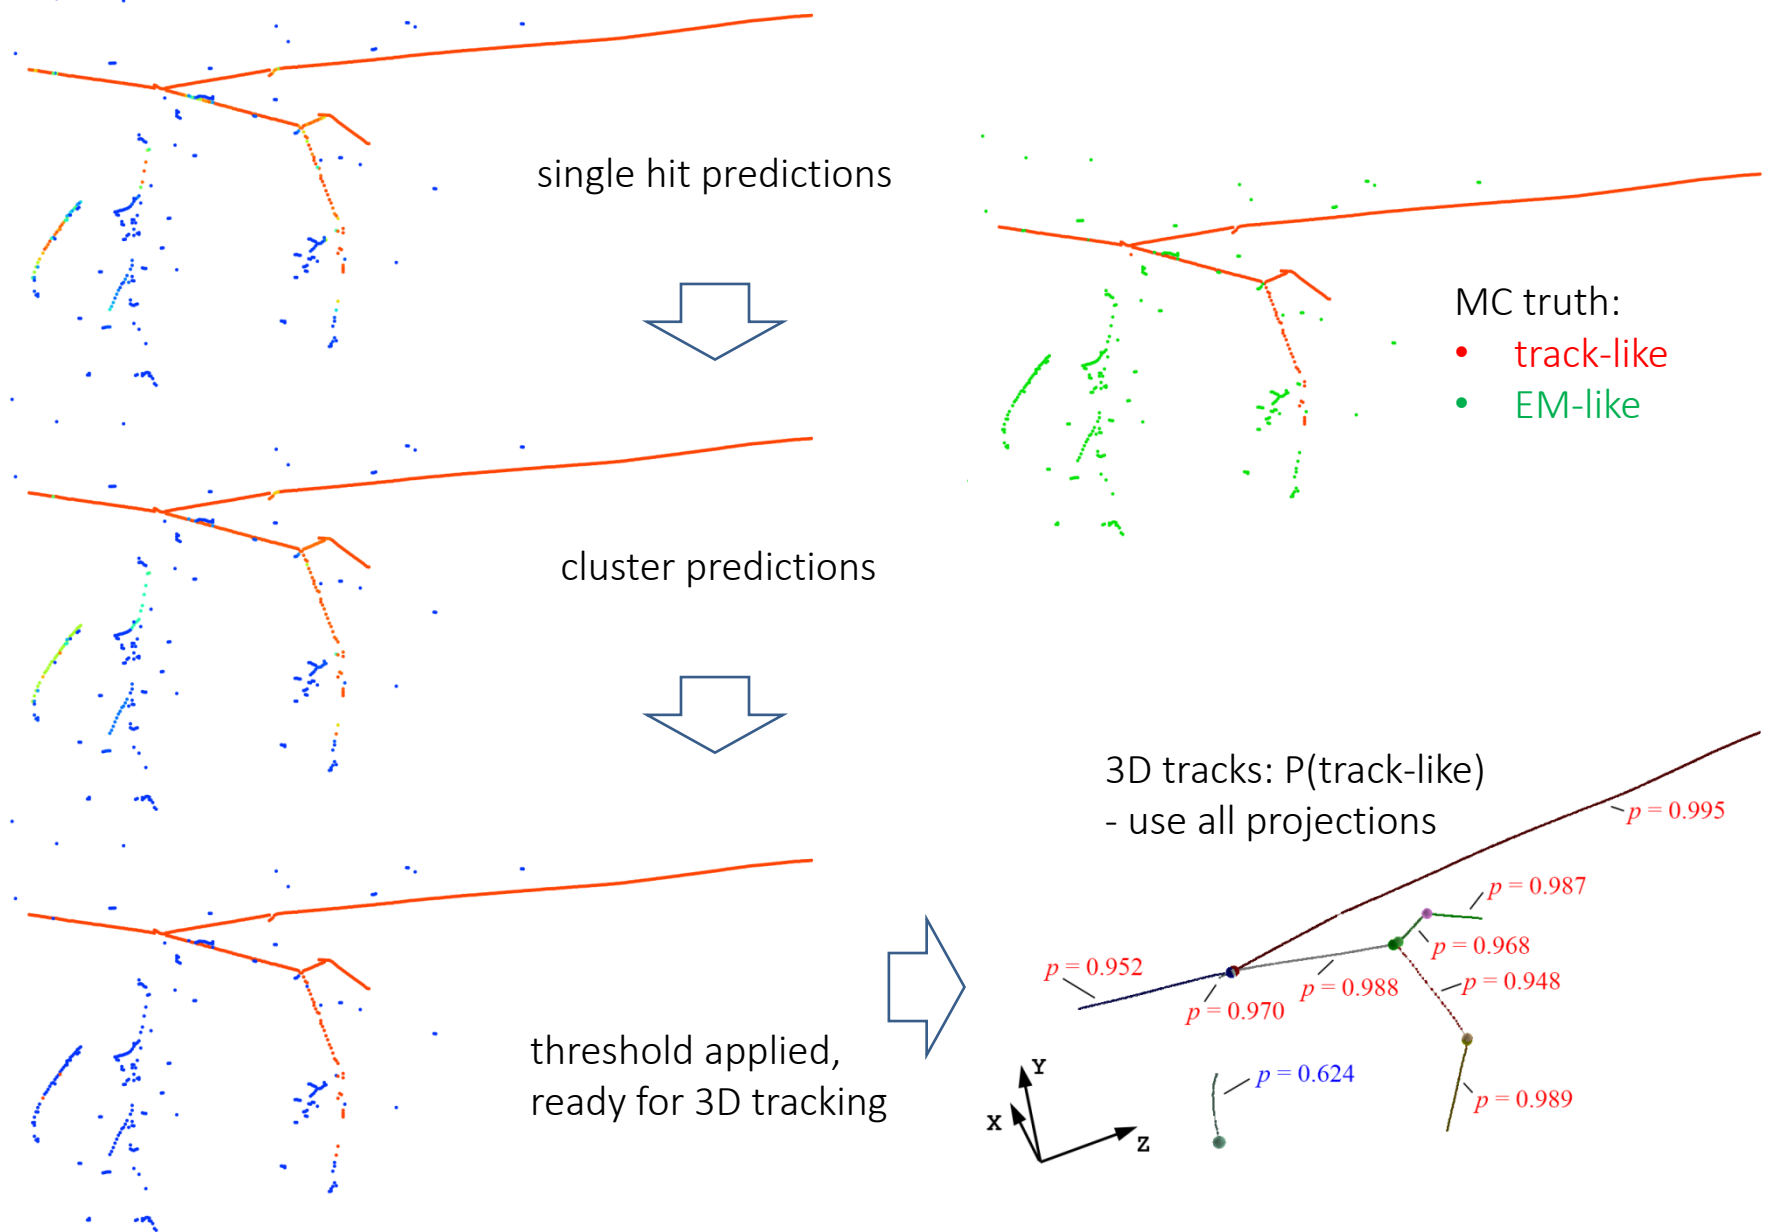 single hit predictions
MC truth:
• track-like
• EM-like
cluster predictions
3D tracks: P(track-like)
- use all projections
p = 0.995
p = 0.987
p = 0.968
p = 0.952
p = 0.988
p = 0.948
p = 0.970
threshold applied,
ready for 3D tracking
p = 0.624
p = 0.989
Y
X
Z